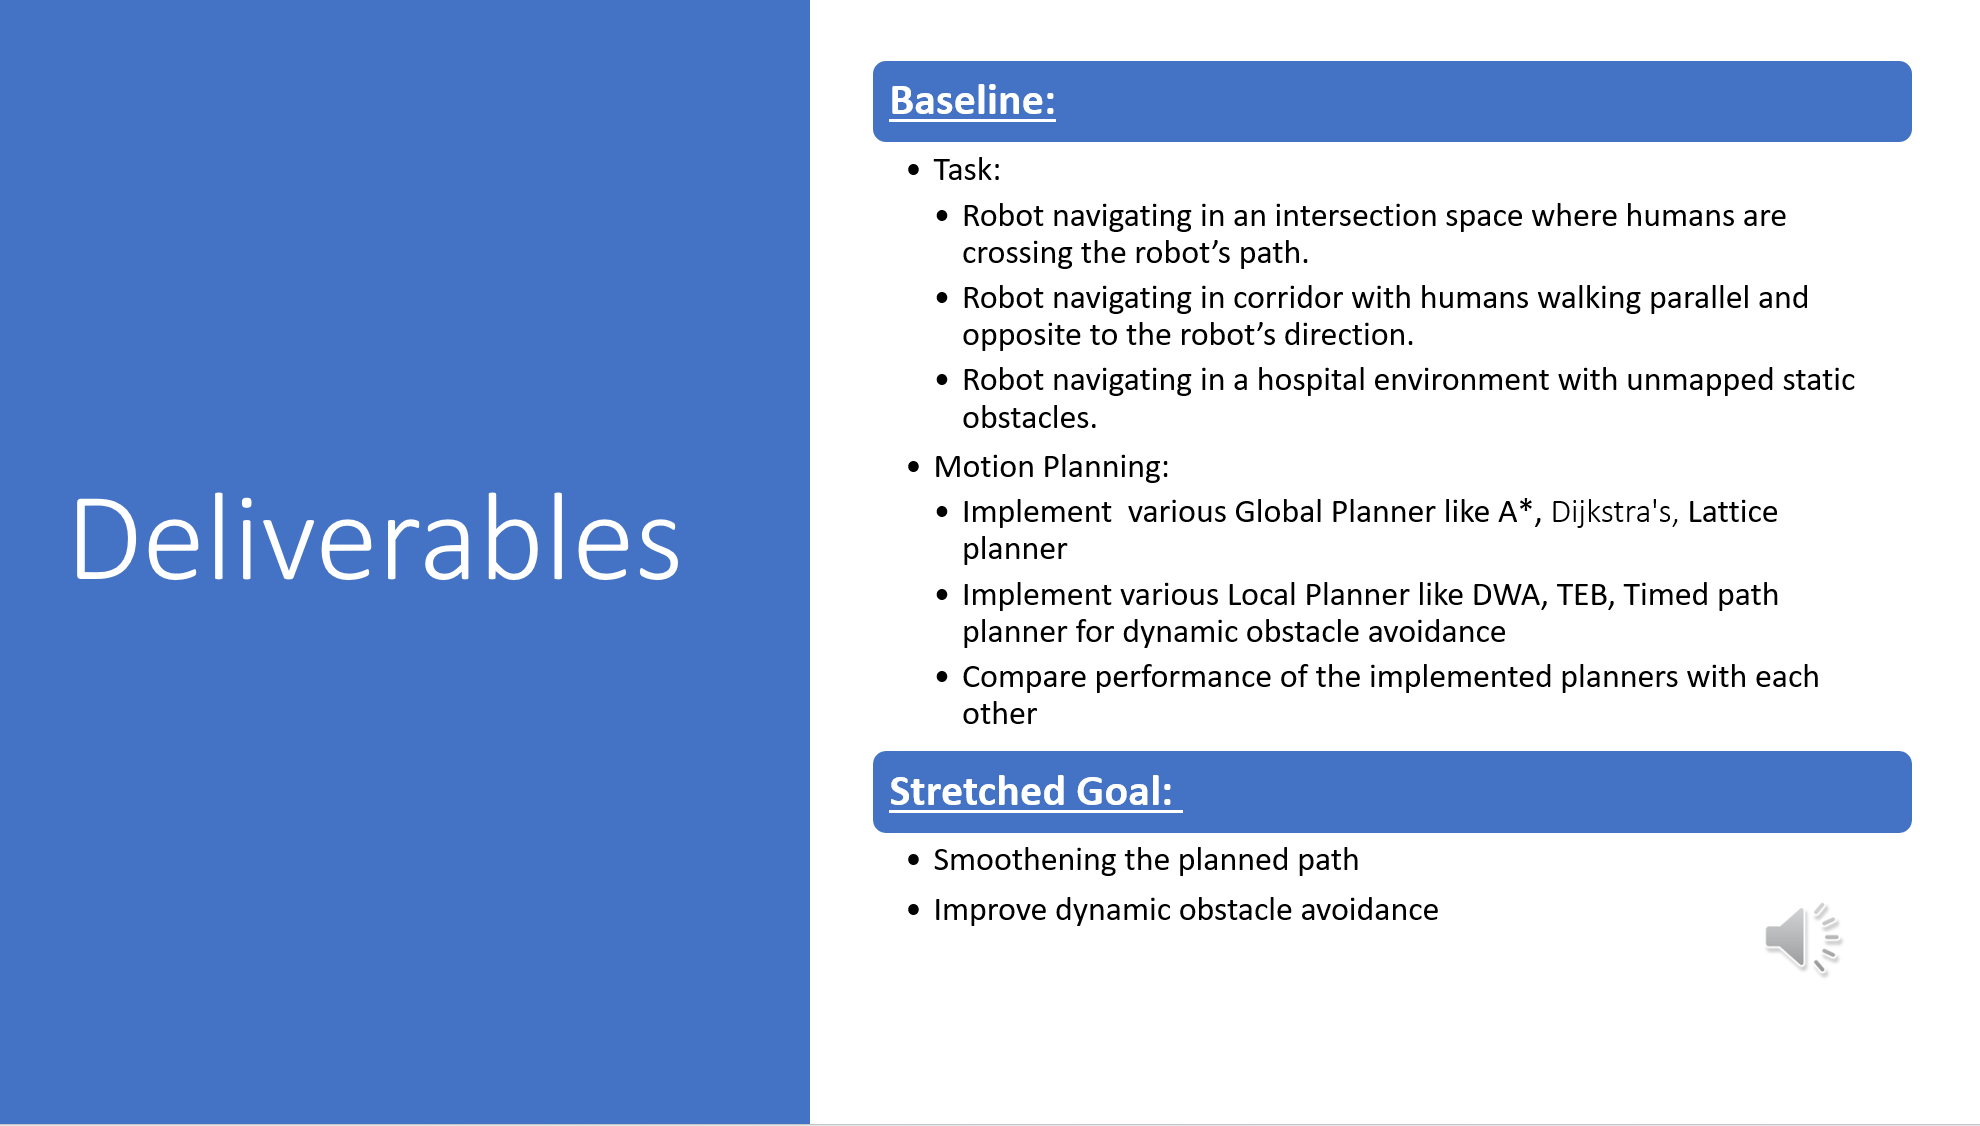 Deliverables
Baseline:
• Task:
• Robot navigating in an intersection space where humans are
crossing the robot’s path.
• Robot navigating in corridor with humans walking parallel and
opposite to the robot’s direction.
• Robot navigating in a hospital environment with unmapped static
obstacles.
• Motion Planning:
• Implement  various Global Planner like A*, Dijkstra's, Lattice
planner
• Implement various Local Planner like DWA, TEB, Timed path
planner for dynamic obstacle avoidance
• Compare performance of the implemented planners with each
other
Stretched Goal:
• Smoothening the planned path
• Improve dynamic obstacle avoidance